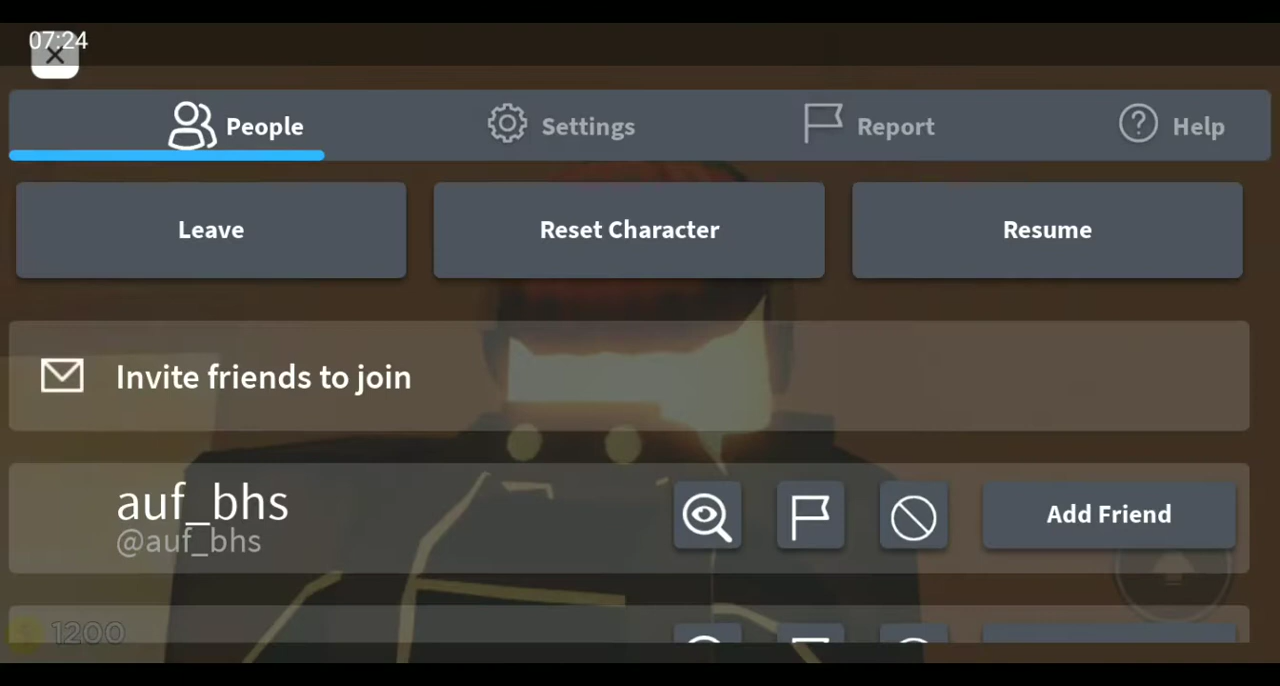 07:24
People
Settings
Report
Help
Leave
Reset Character
Resume
Invite friends to join
auf_bhs
@auf_bhs
Add Friend
1200